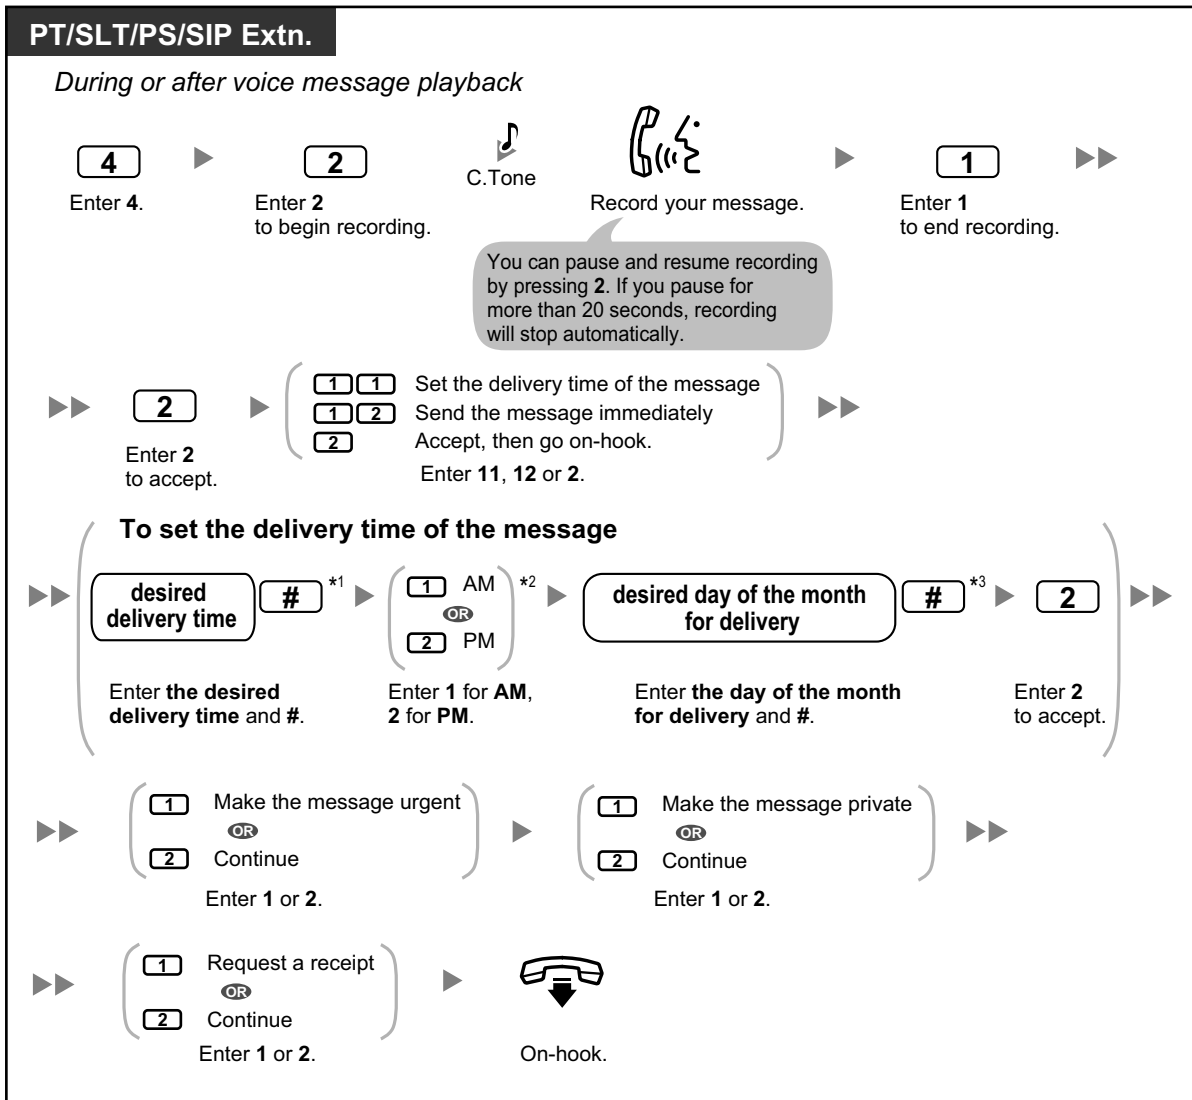 PT/SLT/PS/SIP Extn.
During or after voice message playback
4
2
C.Tone
1
Enter 4.
Enter 2
to begin recording.
Record your message.
Enter 1
to end recording.
You can pause and resume recording
by pressing 2. If you pause for
more than 20 seconds, recording
will stop automatically.
2
Enter 2
to accept.
1 1 Set the delivery time of the message
1 2 Send the message immediately
2 Accept, then go on-hook.
Enter 11, 12 or 2.
To set the delivery time of the message
desired
delivery time
# *1
1 AM
OR
2 PM
*2
desired day of the month
for delivery
# *3
2
Enter the desired
delivery time and #.
Enter 1 for AM,
2 for PM.
Enter the day of the month
for delivery and #.
Enter 2
to accept.
1 Make the message urgent
OR
2 Continue
Enter 1 or 2.
1 Make the message private
OR
2 Continue
Enter 1 or 2.
1 Request a receipt
OR
2 Continue
Enter 1 or 2.
On-hook.